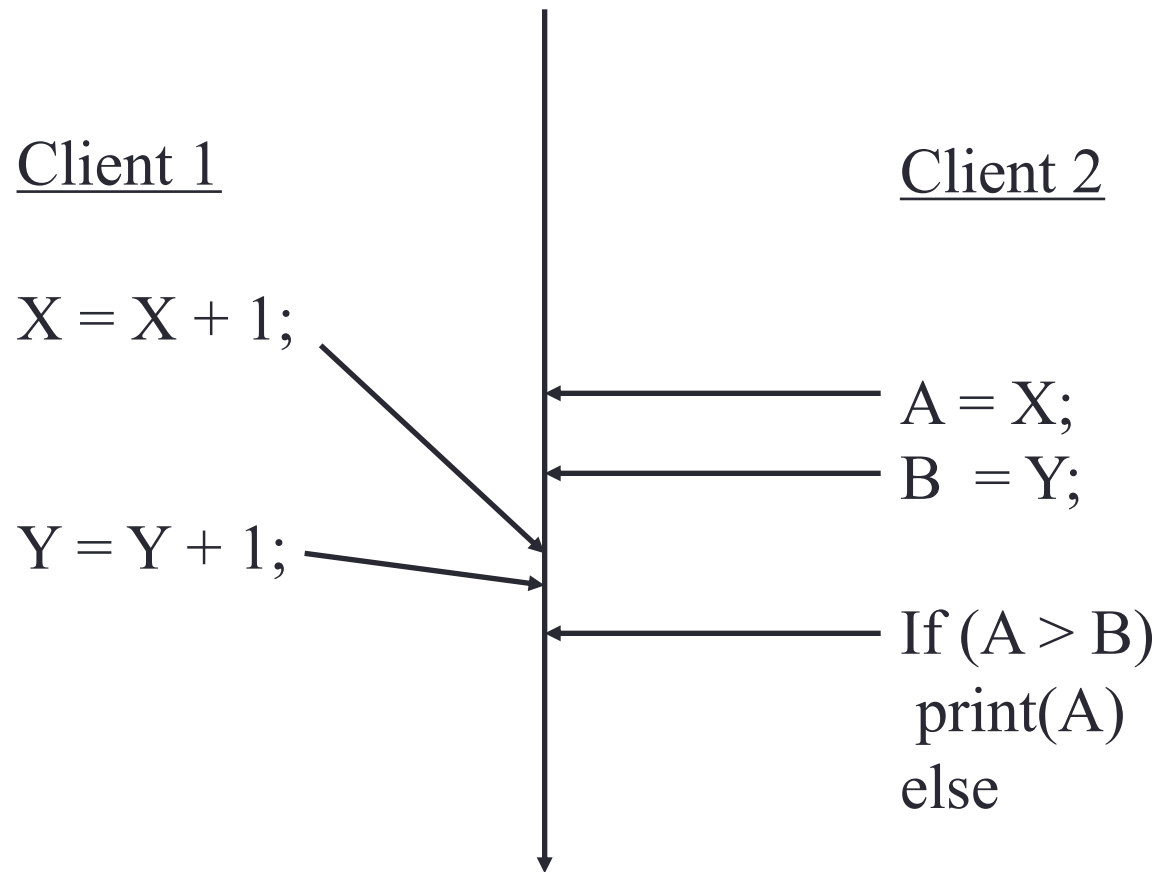 Client 1
X = X + 1;
Y = Y + 1;
Client 2
A = X;
B = Y;
If (A > B)
print(A)
else